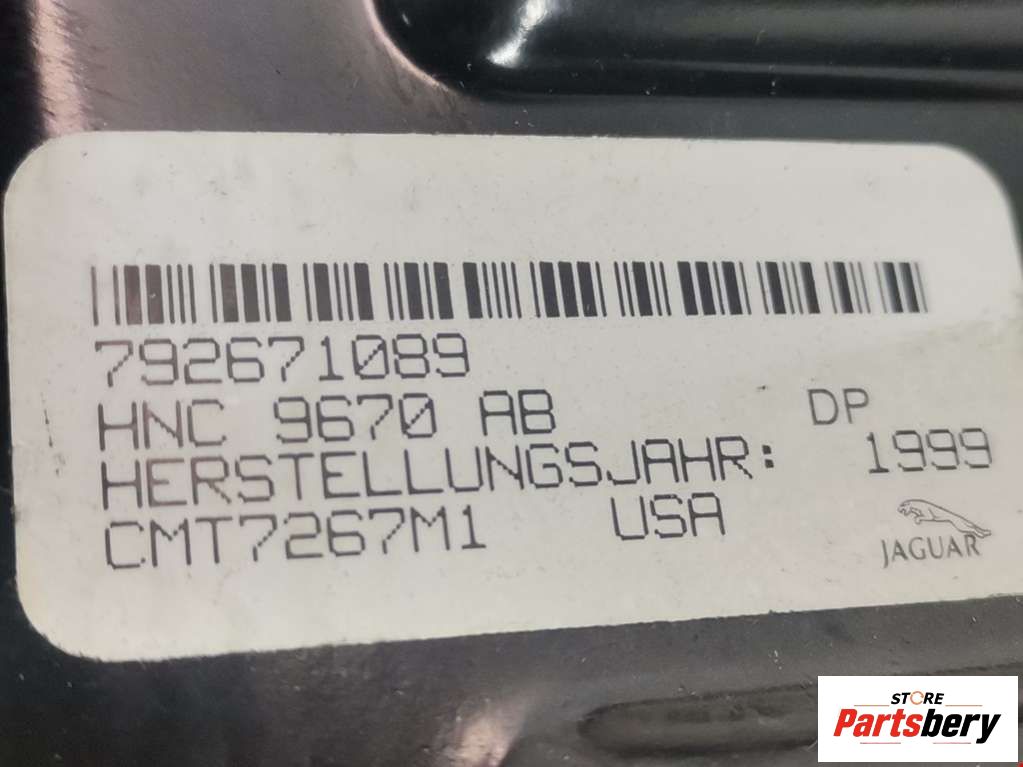 792671089
HNC 9670 AB DP
HERSTELLUNGSJAHR: 1999
CMT7267M1 USA
JAGUAR
STORE
Partsbery